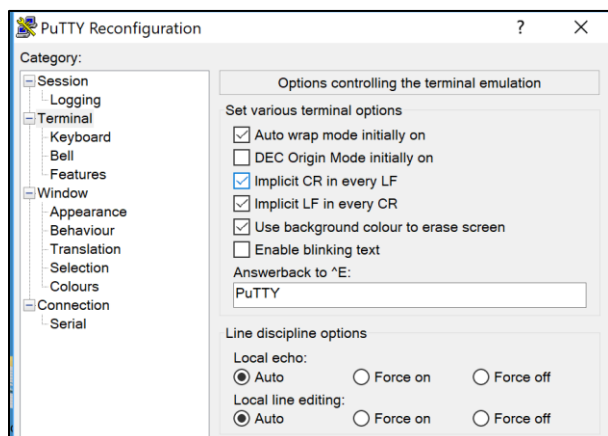 PuTTY Reconfiguration
?
Category:
Session
Logging
Terminal
Keyboard
Bell
Features
Window
Appearance
Behaviour
Translation
Selection
Colours
Connection
Serial
Options controlling the terminal emulation
Set various terminal options
Auto wrap mode initially on
DEC Origin Mode initially on
Implicit CR in every LF
Implicit LF in every CR
Use background colour to erase screen
Enable blinking text
Answerback to ^E:
PuTTY
Line discipline options
Local echo:
Auto Force on Force off
Local line editing:
Auto Force on Force off